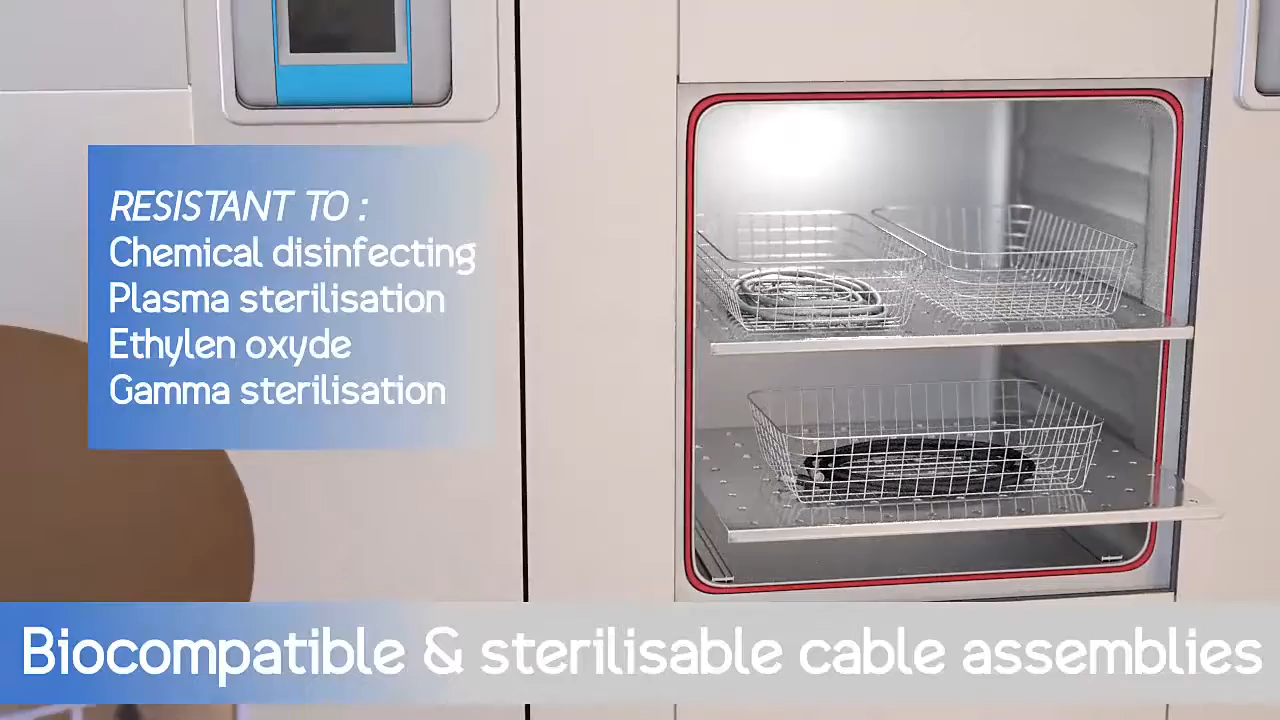 RESISTANT TO :
Chemical disinfecting
Plasma sterilisation
Ethylen oxyde
Gamma sterilisation
Biocompatible & sterilisable cable assemblies